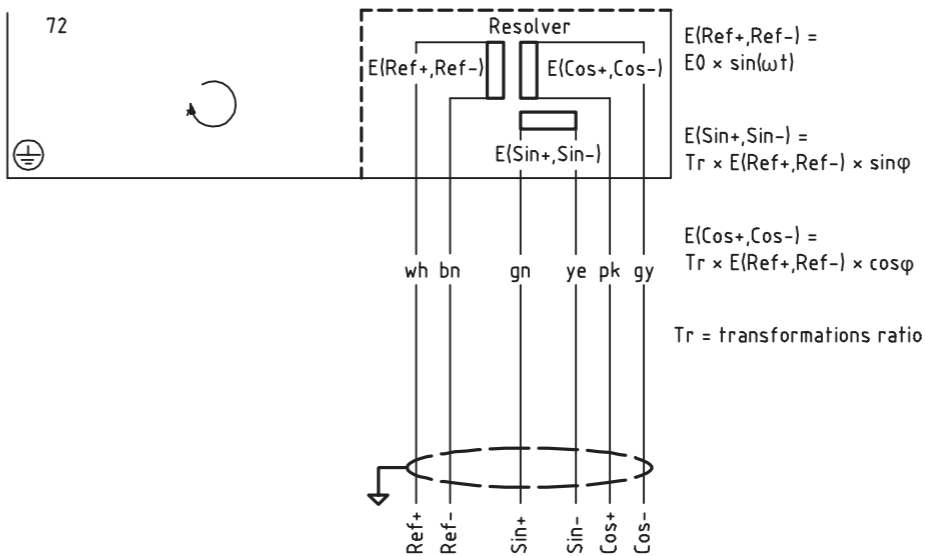 72
Resolver
E(Ref+,Ref-)
E(Cos+,Cos-)
E(Sin+,Sin-)
E(Ref+,Ref-) =
E0 × sin(ωt)
E(Sin+,Sin-) =
Tr × E(Ref+,Ref-) × sinφ
E(Cos+,Cos-) =
Tr × E(Ref+,Ref-) × cosφ
Tr = transformations ratio
wh bn gn ye pk gy
Ref+
Ref-
Sin+
Sin-
Cos+
Cos-